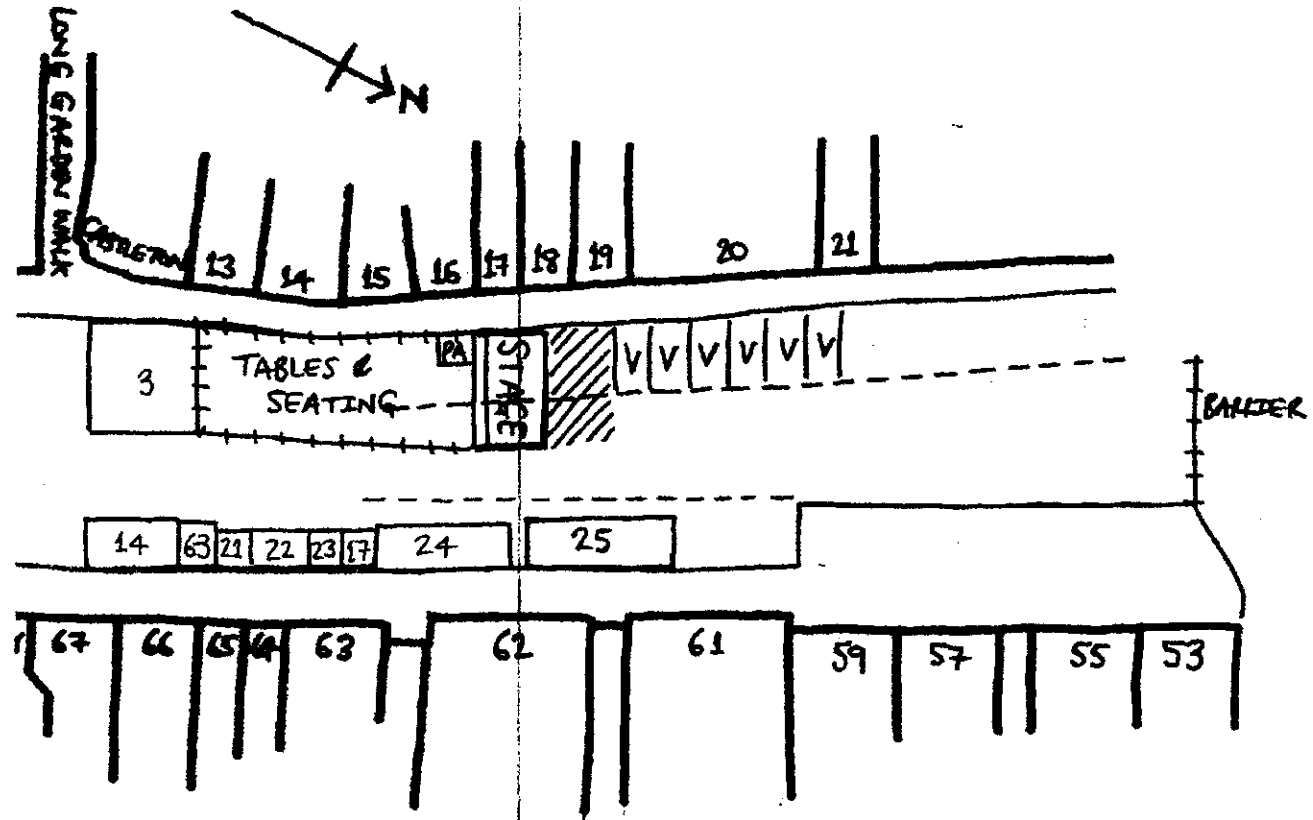 LONG GARDEN WALK
N
CASTLETON 13 14 15 16 17 18 19 20 21
3
TABLES &
SEATING
PA
STAGE
V V V V V V
BARRIER
14 63 21 22 23 17 24 25
67 66 65 64 63 62 61 59 57 55 53